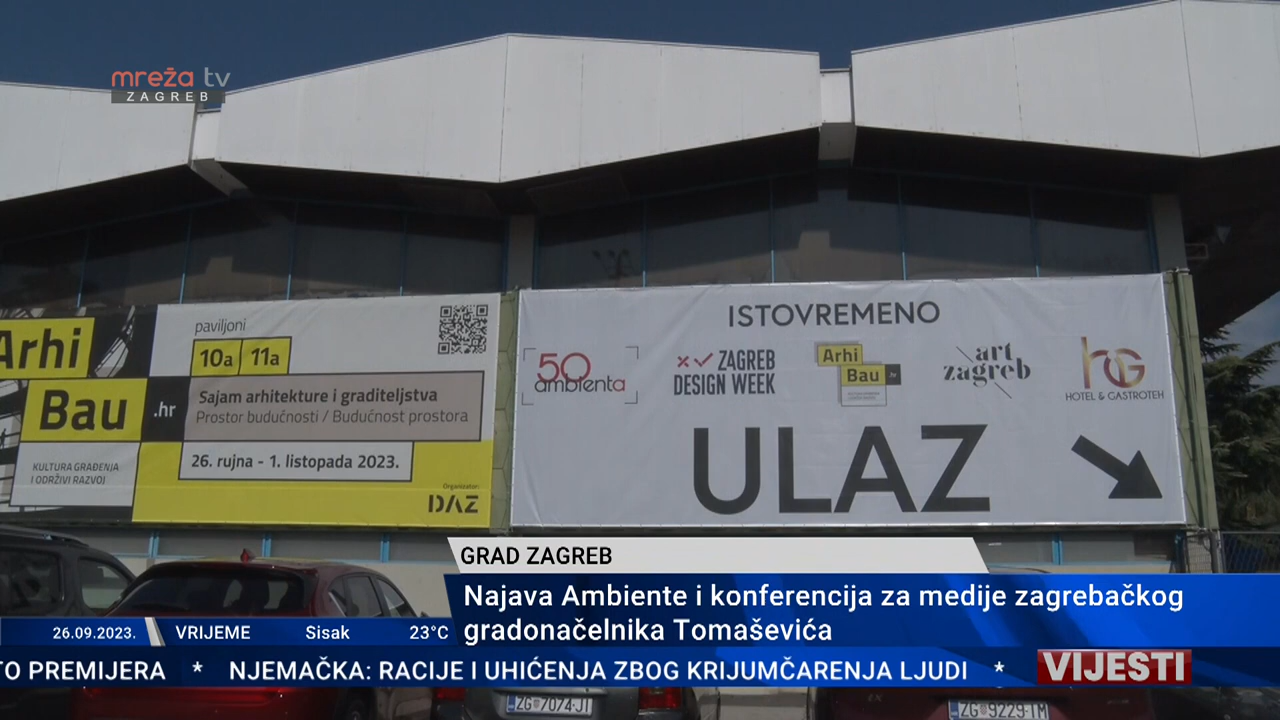 mreža tv
ZAGREB
Arhi
Bau
.hr
KULTURA GRAĐENJA
I ODRŽIVI RAZVOJ
paviljoni
10a 11a
Sajam arhitekture i graditeljstva
Prostor budućnosti / Budućnost prostora
26. rujna - 1. listopada 2023.
Organizator:
DAZ
ISTOVREMENO
50
ambienta
ZAGREB
DESIGN WEEK
Arhi
Bau
.hr
art
zagreb
hG
HOTEL & GASTROTEH
ULAZ
GRAD ZAGREB
Najava Ambiente i konferencija za medije zagrebačkog
gradonačelnika Tomaševića
26.09.2023. VRIJEME Sisak 23°C
TO PREMIJERA * NJEMAČKA: RACIJE I UHIĆENJA ZBOG KRIJUMČARENJA LJUDI *
VIJESTI
ZG 7074-JI
ZG 9229-TM